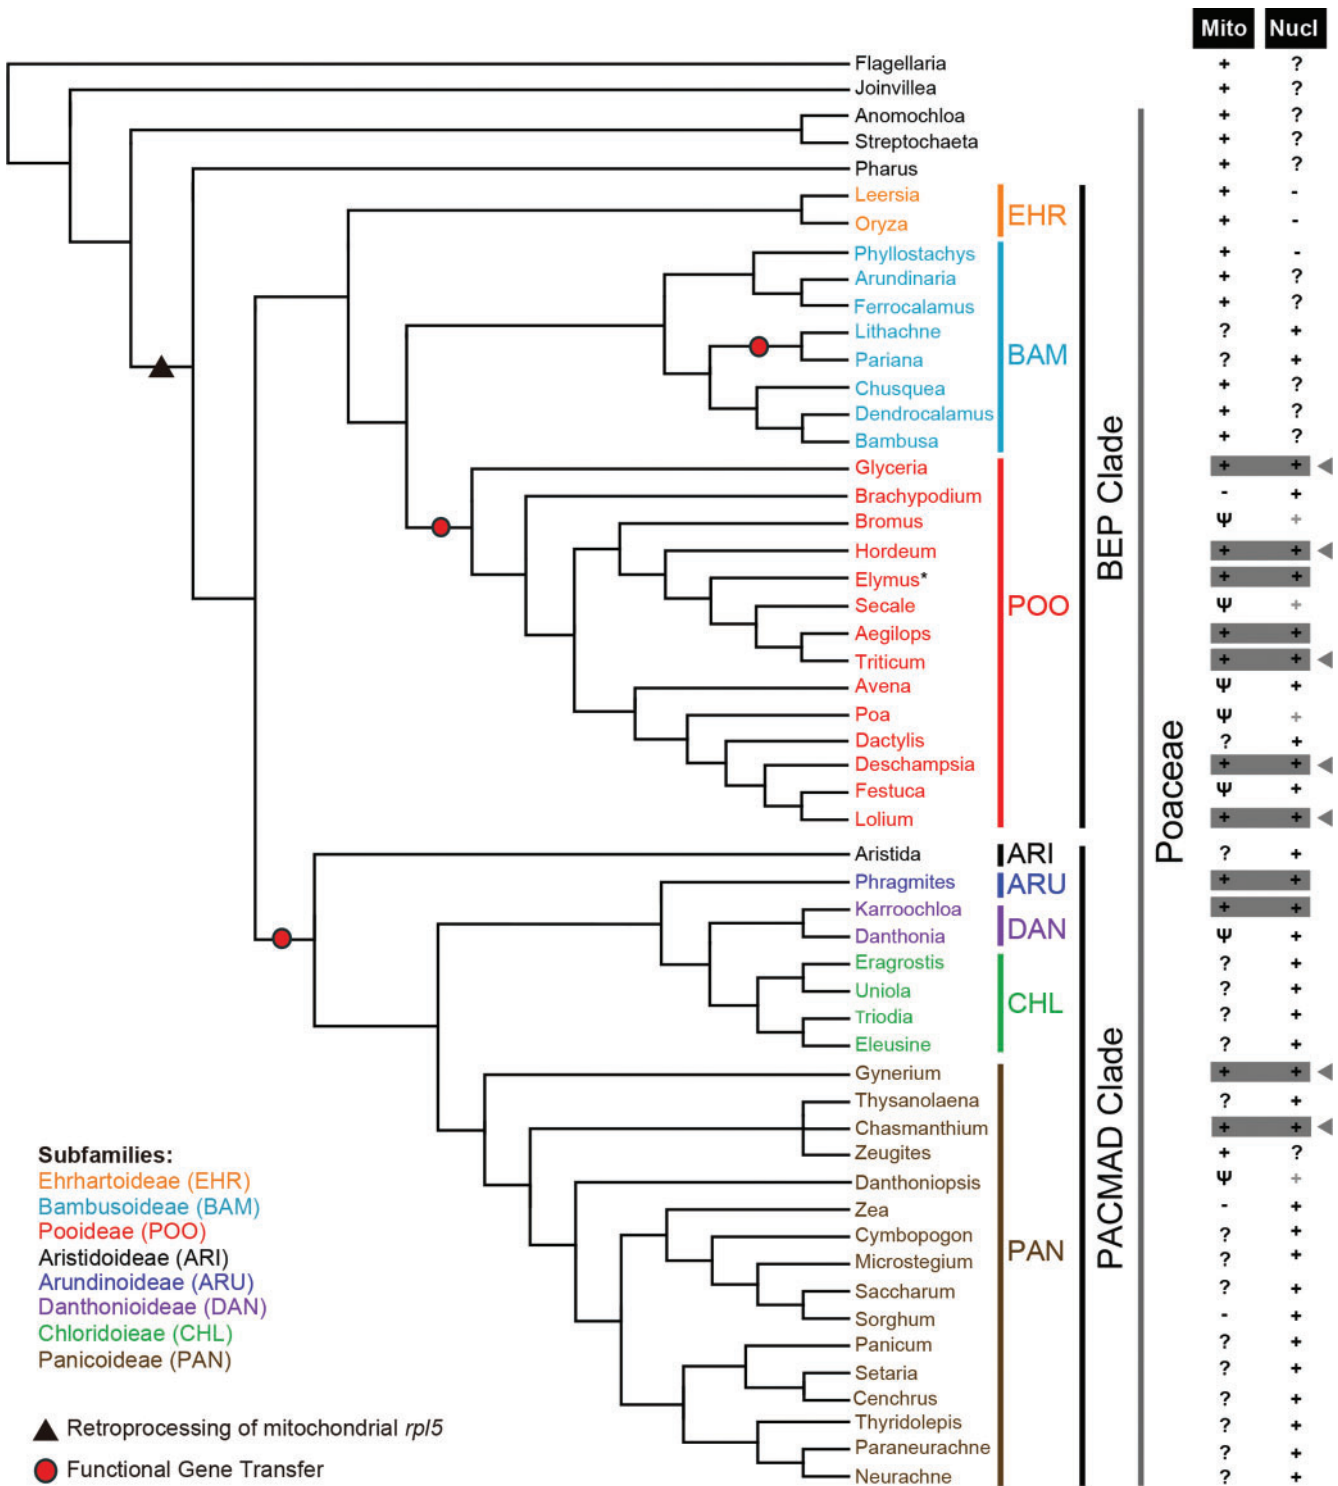 Mito Nucl
Flagellaria + ?
Joinvillea + ?
Anomochloa + ?
Streptochaeta + ?
Pharus + ?
Leersia + -
Oryza + -
EHR
Phyllostachys + -
Arundinaria + ?
Ferrocalamus + ?
Lithachne ? +
Pariana ? +
BAM
Chusquea + ?
Dendrocalamus + ?
Bambusa + ?
Glyceria + +
Brachypodium - +
Bromus Ψ +
Hordeum + +
Elymus* + +
Secale Ψ +
POO
Aegilops + +
Triticum + +
Avena Ψ +
Poa Ψ +
Dactylis ? +
Deschampsia + +
Festuca Ψ +
Lolium + +
BEP Clade
Poaceae
Aristida ? +
ARI
Phragmites + +
ARU
Karroochloa + +
Danthonia Ψ +
DAN
Eragrostis ? +
Uniola ? +
Triodia ? +
Eleusine ? +
CHL
Gynerium + +
Thysanolaena ? +
Chasmanthium + +
Zeugites + ?
Danthoniopsis Ψ +
Zea - +
Cymbopogon ? +
Microstegium ? +
PAN
Saccharum ? +
Sorghum - +
Panicum ? +
Setaria ? +
Cenchrus ? +
Thyridolepis ? +
Paraneurachne ? +
Neurachne ? +
PACMAD Clade
Subfamilies:
Ehrhartoideae (EHR)
Bambusoideae (BAM)
Pooideae (POO)
Aristidoideae (ARI)
Arundinoideae (ARU)
Danthonioideae (DAN)
Chloridoieae (CHL)
Panicoideae (PAN)
Retroprocessing of mitochondrial rpl5
Functional Gene Transfer